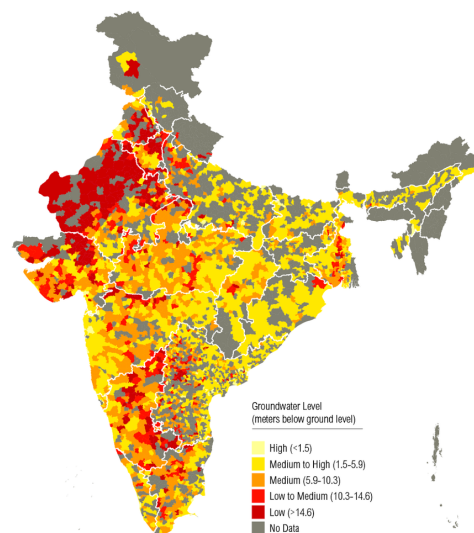 Groundwater Level
(meters below ground level)
High (<1.5)
Medium to High (1.5-5.9)
Medium (5.9-10.3)
Low to Medium (10.3-14.6)
Low (>14.6)
No Data